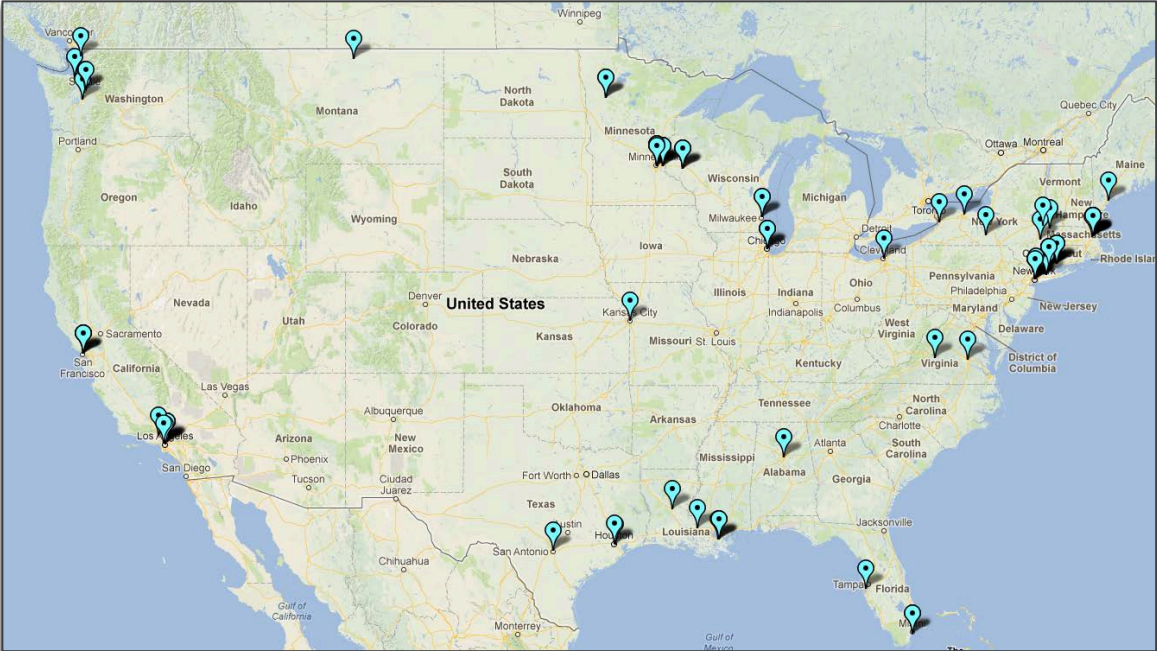 Winnipeg
Vancouver
Washington
Montana
North
Dakota
Minnesota
Quebec City
Ottawa
Montreal
Maine
Portland
Oregon
Idaho
Wyoming
South
Dakota
Wisconsin
Michigan
Vermont
New
Hampshire
Massachusetts
Rhode Islan
Milwaukee
Detroit
Cleveland
Iowa
Nebraska
Illinois
Indiana
Indianapolis
Ohio
Columbus
Pennsylvania
Philadelphia
New Jersey
Maryland
Delaware
District of
Columbia
West
Virginia
Virginia
Nevada
Utah
Denver
Colorado
United States
Kansas City
Kansas
Missouri
St. Louis
Kentucky
Sacramento
San
Francisco
California
Las Vegas
Los Angeles
San Diego
Arizona
Phoenix
Tucson
Albuquerque
New
Mexico
Ciudad
Juarez
Oklahoma
Arkansas
Tennessee
North
Carolina
Charlotte
South
Carolina
Atlanta
Georgia
Alabama
Mississippi
Fort Worth
Dallas
Texas
Austin
San Antonio
Houston
Louisiana
Jacksonville
Tampa
Florida
Miami
Chihuahua
Monterrey
Gulf of
California
Gulf of
Mexico